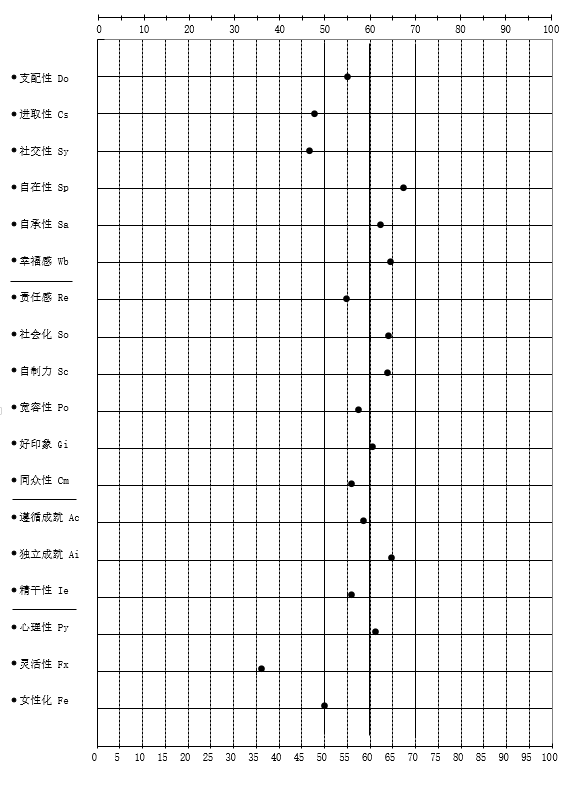 0 10 20 30 40 50 60 70 80 90 100
● 支配性 Do
● 进取性 Cs
● 社交性 Sy
● 自在性 Sp
● 自承性 Sa
● 幸福感 Wb
● 责任感 Re
● 社会化 So
● 自制力 Sc
● 宽容性 Po
● 好印象 Gi
● 同众性 Cm
● 遵循成就 Ac
● 独立成就 Ai
● 精干性 Ie
● 心理性 Py
● 灵活性 Fx
● 女性化 Fe
0 5 10 15 20 25 30 35 40 45 50 55 60 65 70 75 80 85 90 95 100